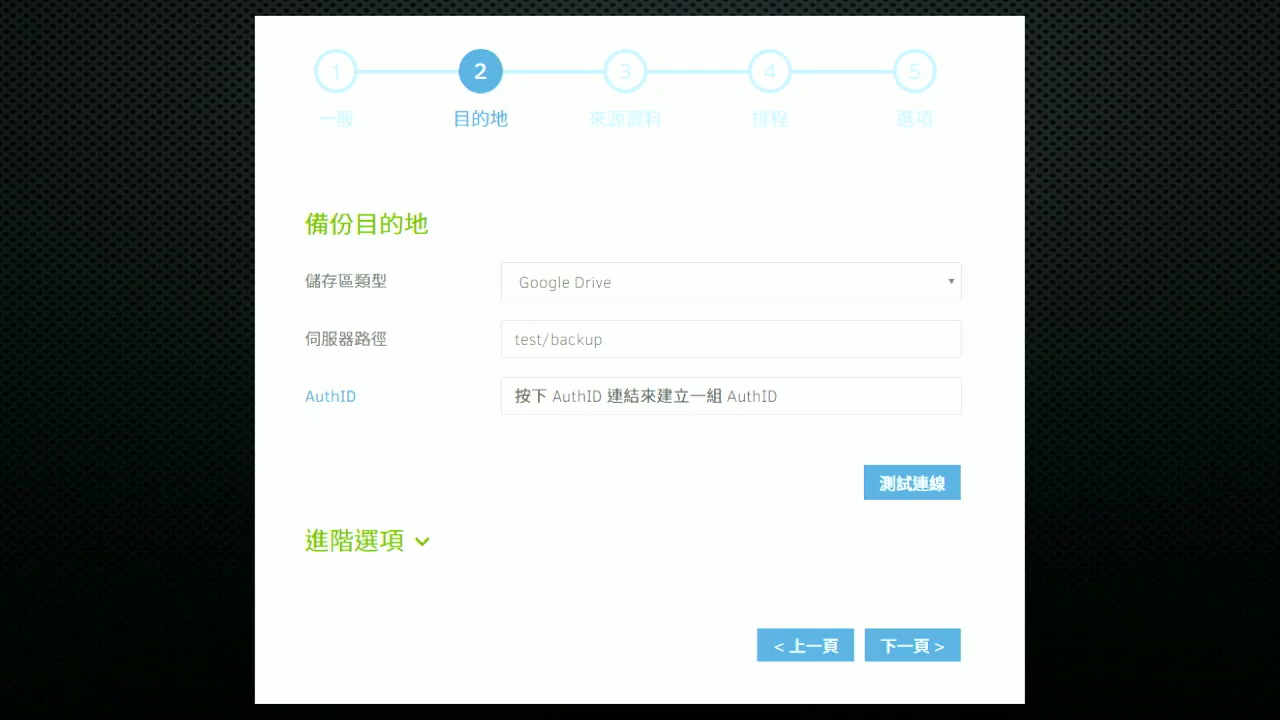 1 2 3 4 5
一般 目的地 來源資料 排程 選項
備份目的地
儲存區類型 Google Drive
伺服器路徑 test/backup
AuthID 按下 AuthID 連結來建立一組 AuthID
測試連線
進階選項
< 上一頁 下一頁 >